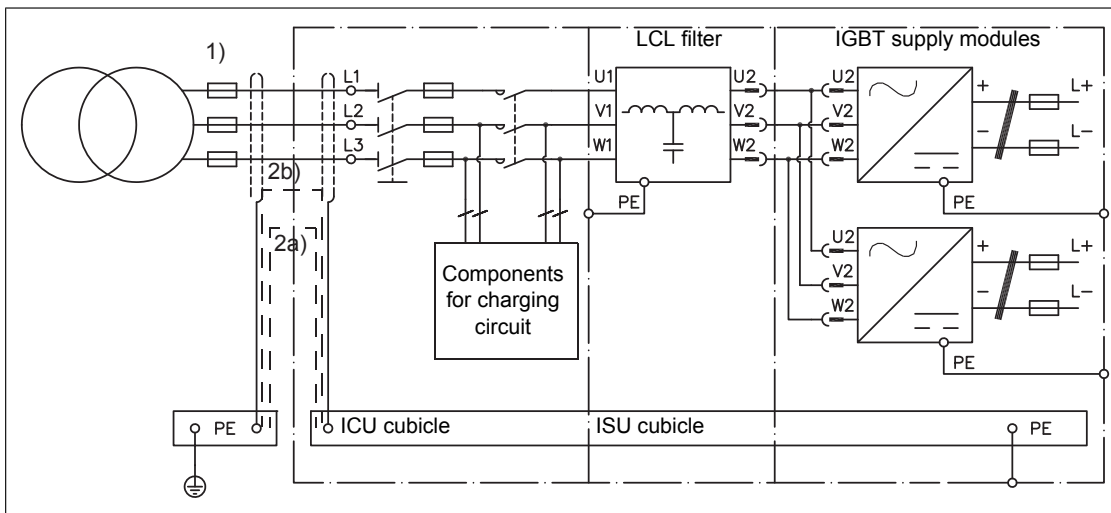 1)
LCL filter
IGBT supply modules
L1
U1
U2
U2
+
L+
L2
V1
V2
V2
−
L−
L3
W1
W2
W2
2b)
PE
PE
2a)
Components
for charging
circuit
U2
+
L+
V2
−
L−
W2
PE
PE
ICU cubicle
ISU cubicle
PE